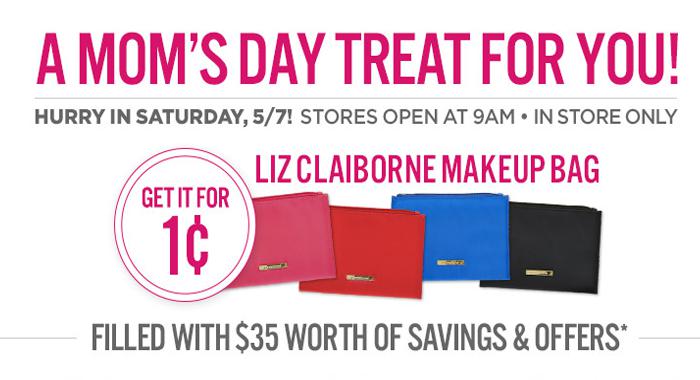 A MOM'S DAY TREAT FOR YOU!
HURRY IN SATURDAY, 5/7! STORES OPEN AT 9AM • IN STORE ONLY
LIZ CLAIBORNE MAKEUP BAG
GET IT FOR
1¢
FILLED WITH $35 WORTH OF SAVINGS & OFFERS*